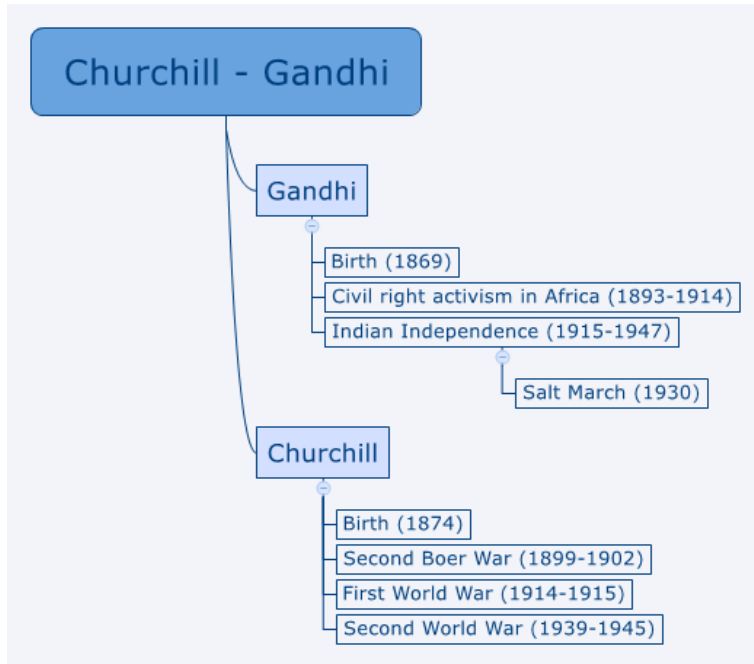 Churchill - Gandhi
Gandhi
Birth (1869)
Civil right activism in Africa (1893-1914)
Indian Independence (1915-1947)
Salt March (1930)
Churchill
Birth (1874)
Second Boer War (1899-1902)
First World War (1914-1915)
Second World War (1939-1945)